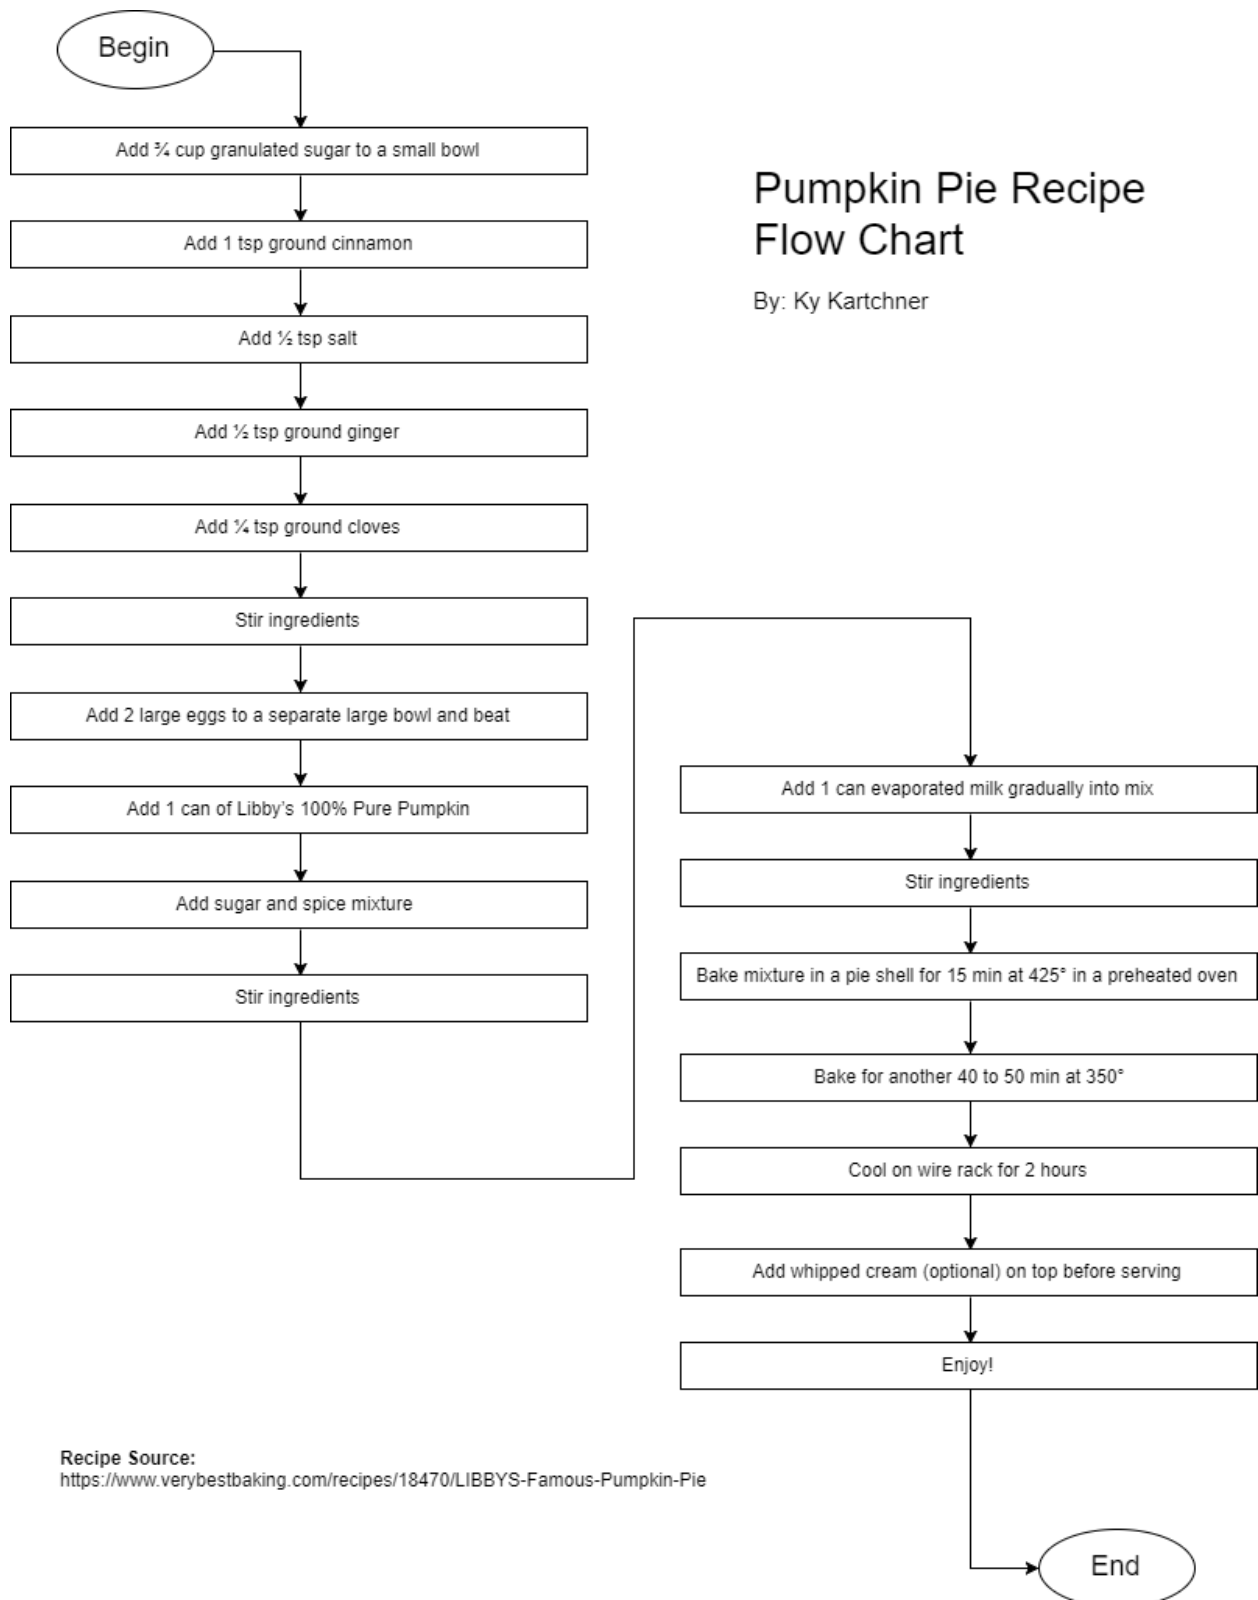 Begin
Add ¾ cup granulated sugar to a small bowl
Add 1 tsp ground cinnamon
Add ½ tsp salt
Add ½ tsp ground ginger
Add ¼ tsp ground cloves
Stir ingredients
Add 2 large eggs to a separate large bowl and beat
Add 1 can of Libby's 100% Pure Pumpkin
Add sugar and spice mixture
Stir ingredients
Pumpkin Pie Recipe
Flow Chart
By: Ky Kartchner
Add 1 can evaporated milk gradually into mix
Stir ingredients
Bake mixture in a pie shell for 15 min at 425° in a preheated oven
Bake for another 40 to 50 min at 350°
Cool on wire rack for 2 hours
Add whipped cream (optional) on top before serving
Enjoy!
End
Recipe Source:
https://www.verybestbaking.com/recipes/18470/LIBBYS-Famous-Pumpkin-Pie